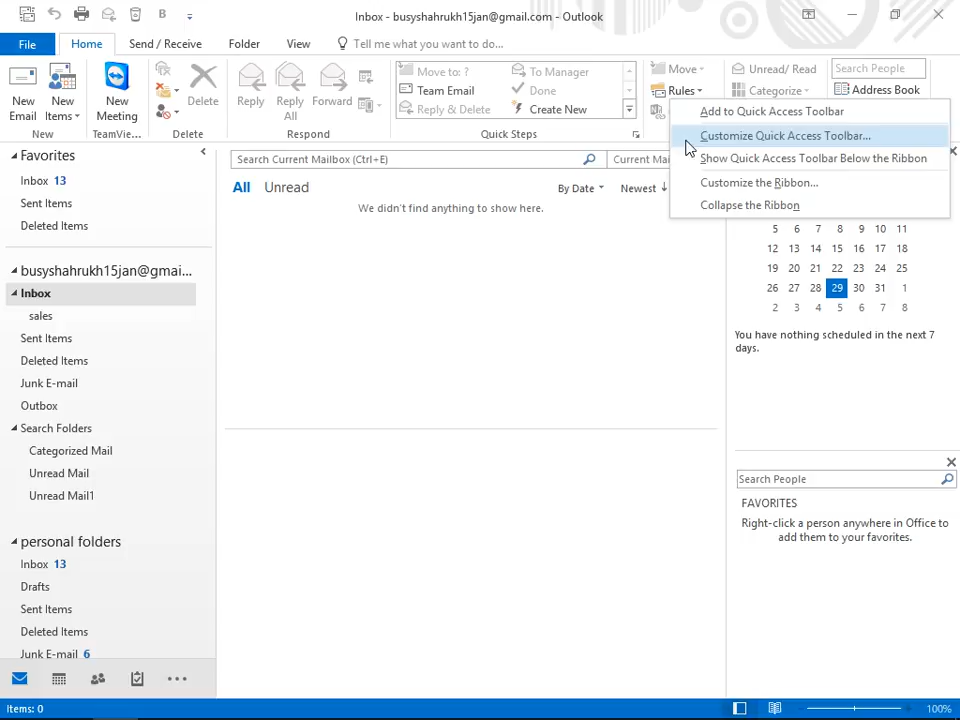 B
Inbox - busyshahrukh15jan@gmail.com - Outlook
File
Home
Send / Receive
Folder
View
Tell me what you want to do...
New Email
New Items
New
New Meeting
TeamVie...
Delete
Delete
Reply
Reply All
Forward
Respond
Move to: ?
Team Email
Reply & Delete
To Manager
Done
Create New
Quick Steps
Move
Rules
Unread/ Read
Categorize
Search People
Address Book
Add to Quick Access Toolbar
Customize Quick Access Toolbar...
Show Quick Access Toolbar Below the Ribbon
Customize the Ribbon...
Collapse the Ribbon
Favorites
Inbox 13
Sent Items
Deleted Items
busyshahrukh15jan@gmai...
Inbox
sales
Sent Items
Deleted Items
Junk E-mail
Outbox
Search Folders
Categorized Mail
Unread Mail
Unread Mail1
personal folders
Inbox 13
Drafts
Sent Items
Deleted Items
Junk E-mail 6
Search Current Mailbox (Ctrl+E)
Current Mai
All Unread
By Date Newest
We didn't find anything to show here.
5 6 7 8 9 10 11
12 13 14 15 16 17 18
19 20 21 22 23 24 25
26 27 28 29 30 31 1
2 3 4 5 6 7 8
You have nothing scheduled in the next 7
days.
Search People
FAVORITES
Right-click a person anywhere in Office to
add them to your favorites.
Items: 0
100%